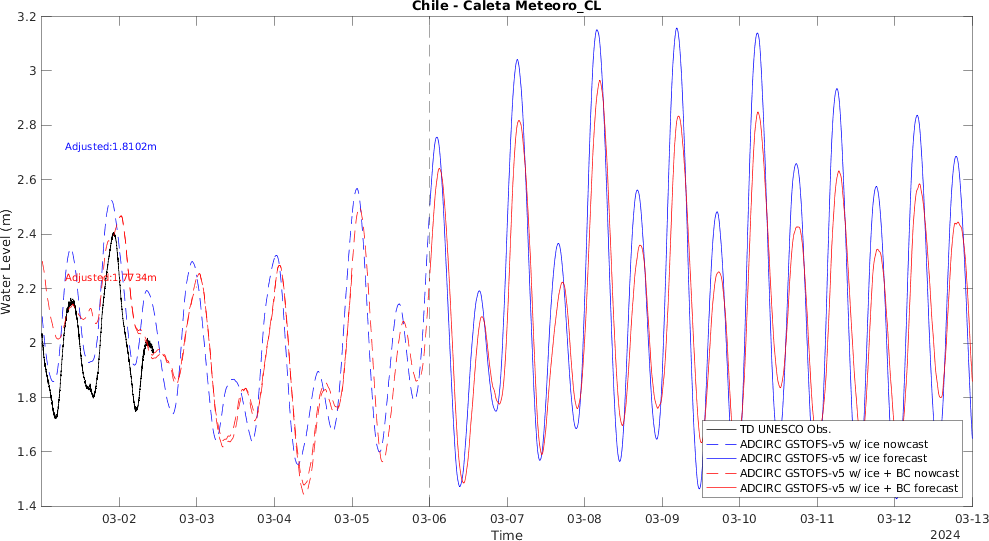 Chile - Caleta Meteoro_CL
3.2
3
2.8
2.6
2.4
2.2
2
1.8
1.6
1.4
Water Level (m)
Adjusted:1.8102m
Adjusted:1.7734m
TD UNESCO Obs.
ADCIRC GSTOFS-v5 w/ ice nowcast
ADCIRC GSTOFS-v5 w/ ice forecast
ADCIRC GSTOFS-v5 w/ ice + BC nowcast
ADCIRC GSTOFS-v5 w/ ice + BC forecast
03-02 03-03 03-04 03-05 03-06 03-07 03-08 03-09 03-10 03-11 03-12 03-13
Time
2024